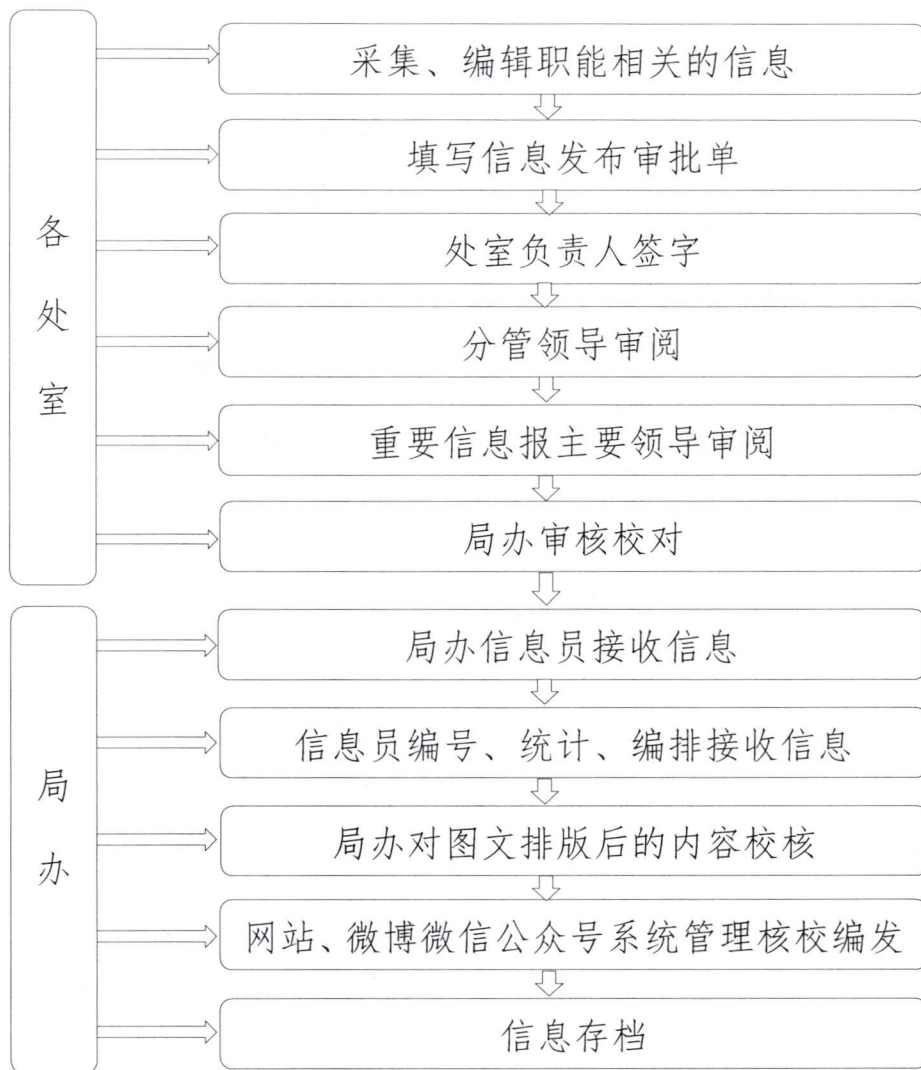 各处室
采集、编辑职能相关的信息
填写信息发布审批单
处室负责人签字
分管领导审阅
重要信息报主要领导审阅
局办审核校对
局办
局办信息员接收信息
信息员编号、统计、编排接收信息
局办对图文排版后的内容校核
网站、微博微信公众号系统管理核校编发
信息存档